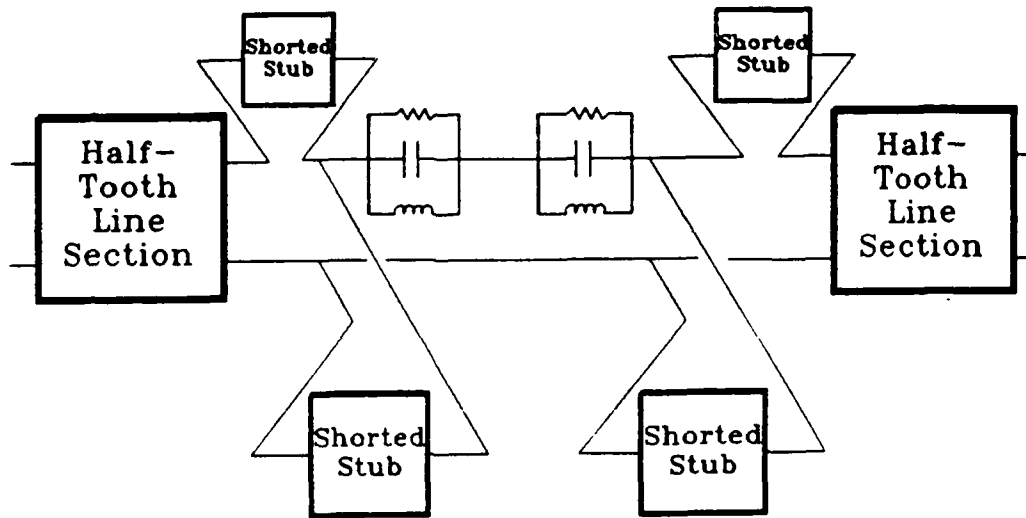 Shorted
Stub
Shorted
Stub
Half-
Tooth
Line
Section
Half-
Tooth
Line
Section
Shorted
Stub
Shorted
Stub